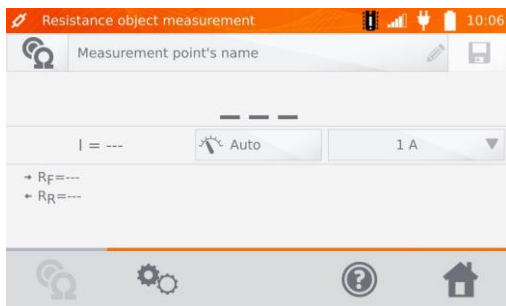 Resistance object measurement 10:06
Measurement point's name
---
I = --- Auto 1 A
→ RF=---
← RR=---
?